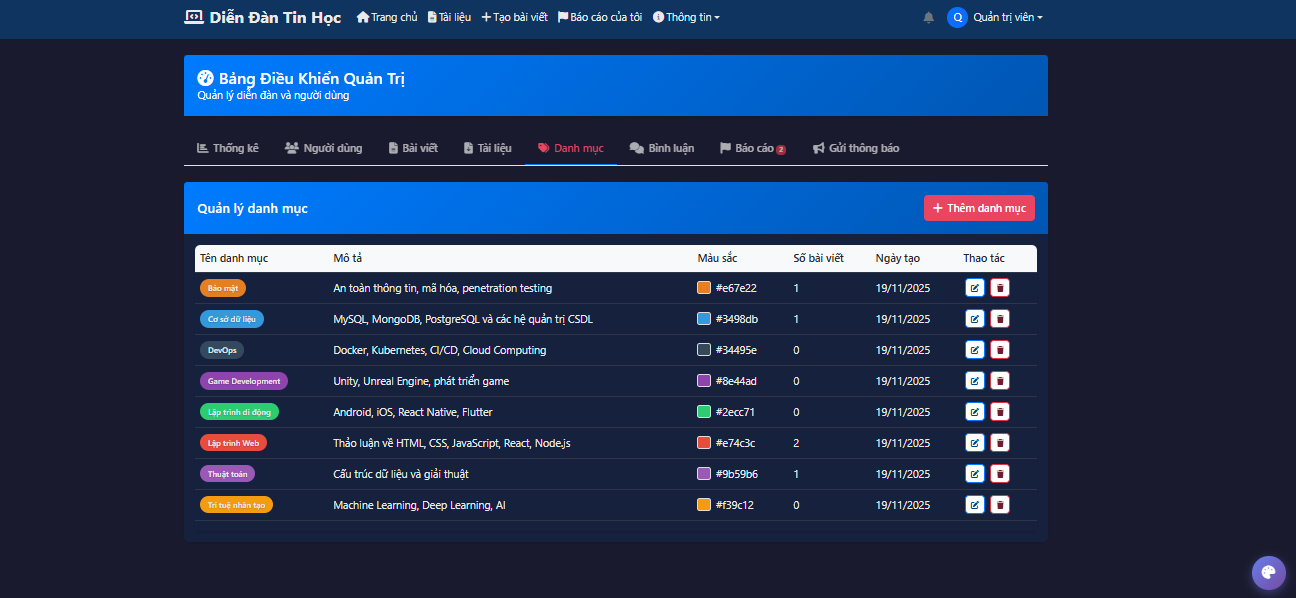 Diễn Đàn Tin Học Trang chủ Tài liệu Tạo bài viết Báo cáo của tôi Thông tin Q Quản trị viên
Bảng Điều Khiển Quản Trị
Quản lý diễn đàn và người dùng
Thống kê Người dùng Bài viết Tài liệu Danh mục Bình luận Báo cáo 2 Gửi thông báo
Quản lý danh mục Thêm danh mục
Tên danh mục Mô tả Màu sắc Số bài viết Ngày tạo Thao tác
Bảo mật An toàn thông tin, mã hóa, penetration testing #e67e22 1 19/11/2025
Cơ sở dữ liệu MySQL, MongoDB, PostgreSQL và các hệ quản trị CSDL #3498db 1 19/11/2025
DevOps Docker, Kubernetes, CI/CD, Cloud Computing #34495e 0 19/11/2025
Game Development Unity, Unreal Engine, phát triển game #8e44ad 0 19/11/2025
Lập trình di động Android, iOS, React Native, Flutter #2ecc71 0 19/11/2025
Lập trình Web Thảo luận về HTML, CSS, JavaScript, React, Node.js #e74c3c 2 19/11/2025
Thuật toán Cấu trúc dữ liệu và giải thuật #9b59b6 1 19/11/2025
Trí tuệ nhân tạo Machine Learning, Deep Learning, AI #f39c12 0 19/11/2025